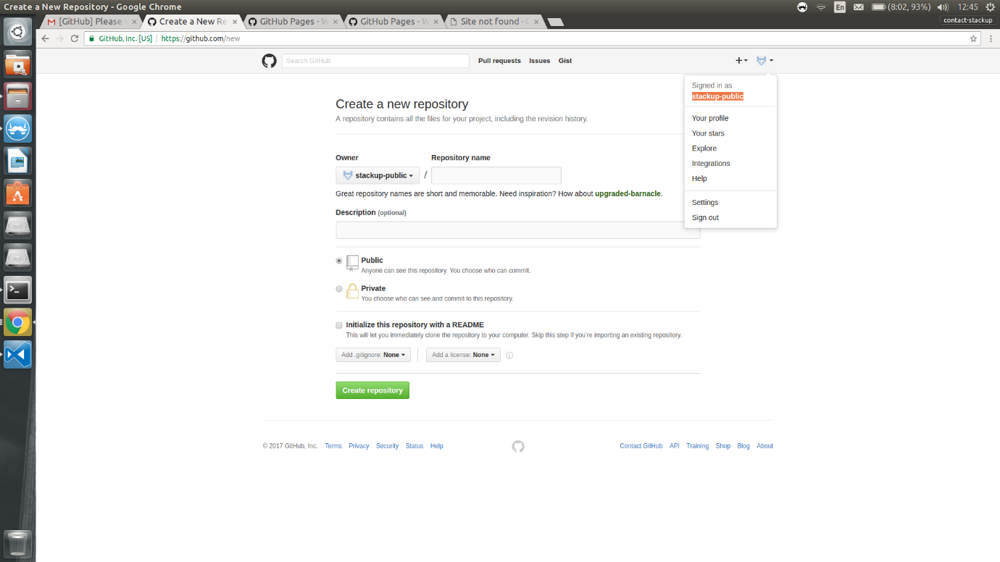 Create a New Repository - Google Chrome
En
(8:02, 93%)
12:45
[GitHub] Please
Create a New Re
GitHub Pages - W
GitHub Pages - W
Site not found ·
contact-stackup
GitHub, Inc. [US]
https://github.com/new
Search GitHub
Pull requests
Issues
Gist
Signed in as
stackup-public
Your profile
Your stars
Explore
Integrations
Help
Settings
Sign out
Create a new repository
A repository contains all the files for your project, including the revision history.
Owner
Repository name
stackup-public
/
Great repository names are short and memorable. Need inspiration? How about upgraded-barnacle.
Description (optional)
Public
Anyone can see this repository. You choose who can commit.
Private
You choose who can see and commit to this repository.
Initialize this repository with a README
This will let you immediately clone the repository to your computer. Skip this step if you're importing an existing repository.
Add .gitignore: None
Add a license: None
Create repository
© 2017 GitHub, Inc.
Terms
Privacy
Security
Status
Help
Contact GitHub
API
Training
Shop
Blog
About